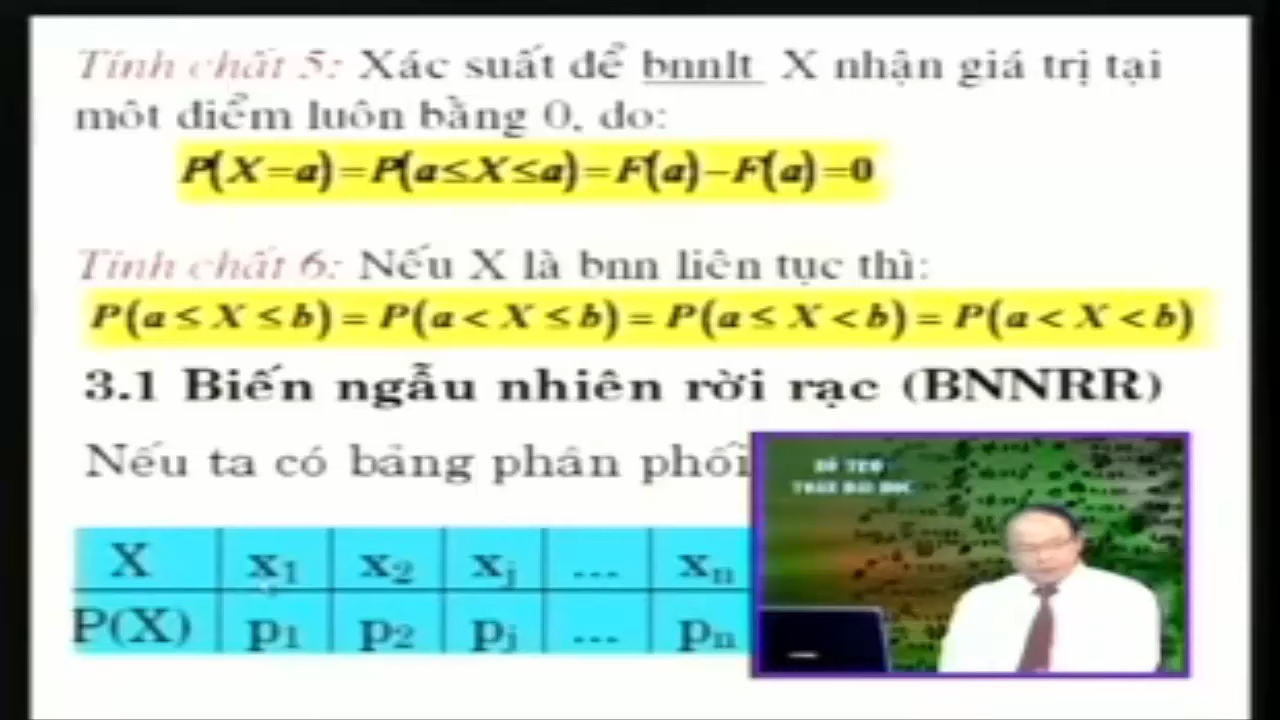 Tính chất 5: Xác suất để bnnlt X nhận giá trị tại
môt điểm luôn bằng 0, do:
P(X=a)=P(a≤X≤a)=F(a)−F(a)=0
Tính chất 6: Nếu X là bnn liên tục thì:
P(a ≤ X ≤ b) = P(a < X ≤ b) = P(a ≤ X < b) = P(a < X < b)
3.1 Biến ngẫu nhiên rời rạc (BNNRR)
Nếu ta có bảng phân phối
X x1 x2 xj ... xn
P(X) p1 p2 pj ... pn